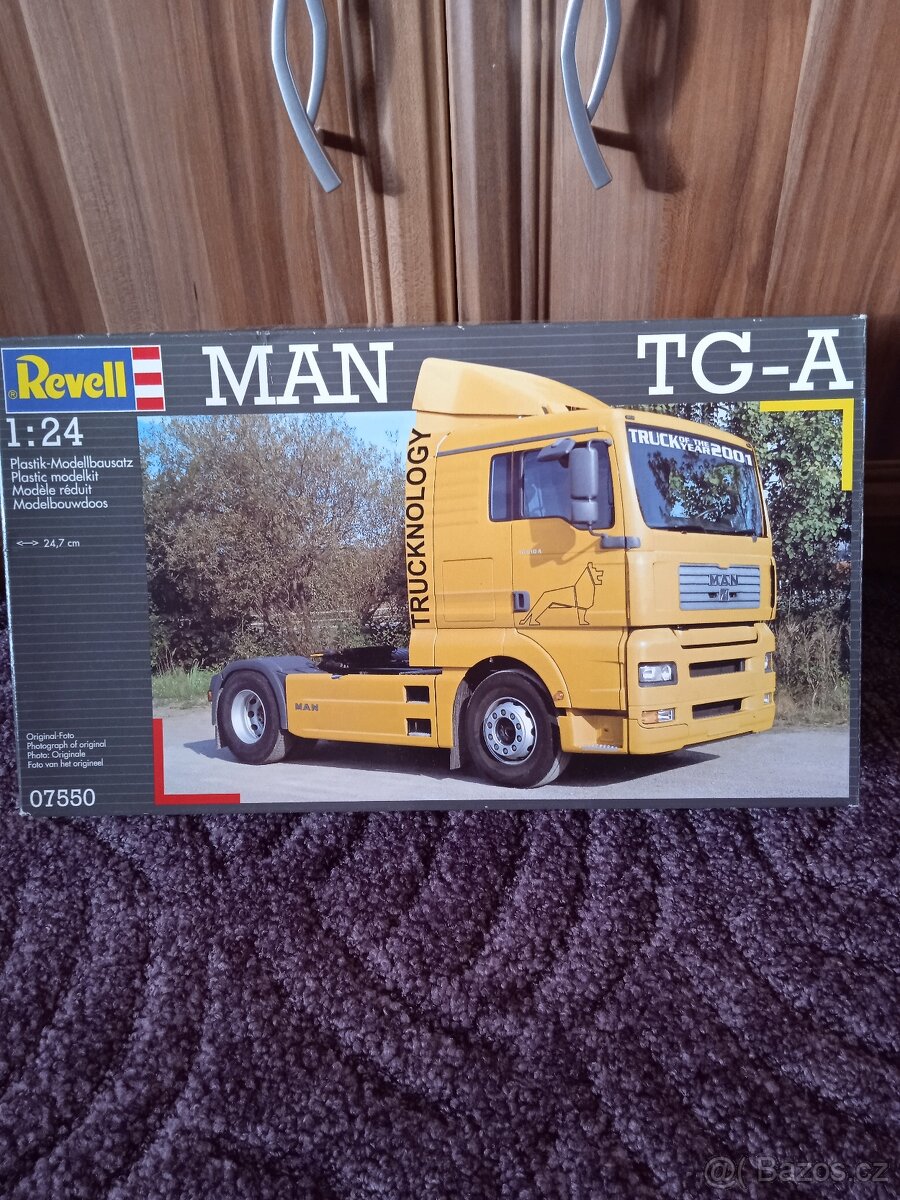 ®Revell
MAN TG-A
1:24
Plastik-Modellbausatz
Plastic modelkit
Modèle réduit
Modelbouwdoos
24,7 cm
TRUCKNOLOGY
TRUCK OF THE YEAR 2001
MAN
MAN
Original-Foto
Photograph of original
Photo: Originale
Foto van het origineel
07550
@( Bazos.cz